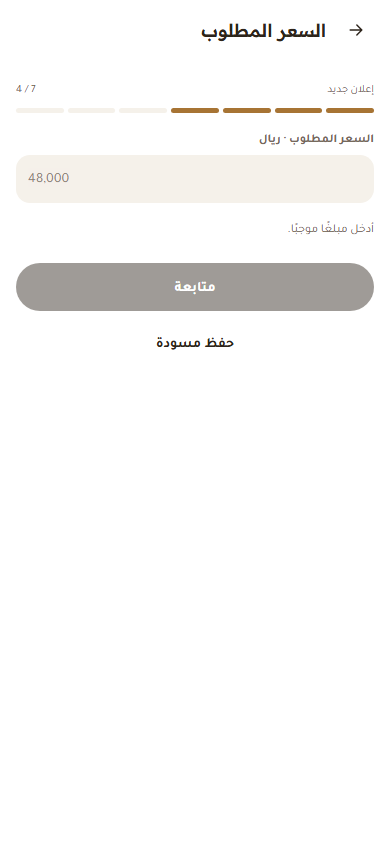 السعر المطلوب
إعلان جديد
4 / 7
السعر المطلوب · ريال
48,000
أدخل مبلغًا موجبًا.
متابعة
حفظ مسودة